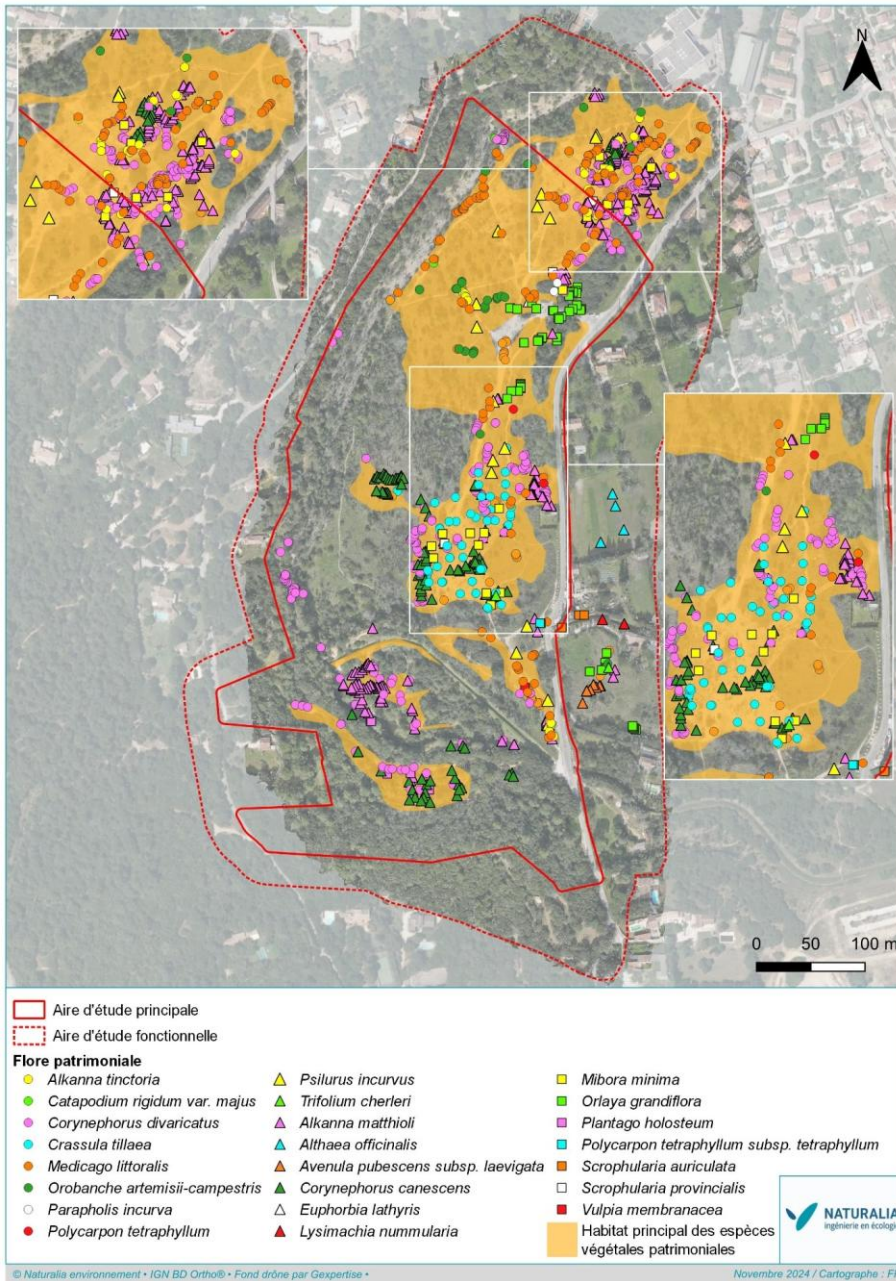 N
0 50 100 m
Aire d'étude principale
Aire d'étude fonctionnelle
Flore patrimoniale
Alkanna tinctoria
Catapodium rigidum var. majus
Corynephorus divaricatus
Crassula tillaea
Medicago littoralis
Orobanche artemisii-campestris
Parapholis incurva
Polycarpon tetraphyllum
Psilurus incurvus
Trifolium cherleri
Alkanna matthioli
Althaea officinalis
Avenula pubescens subsp. laevigata
Corynephorus canescens
Euphorbia lathyris
Lysimachia nummularia
Mibora minima
Orlaya grandiflora
Plantago holosteum
Polycarpon tetraphyllum subsp. tetraphyllum
Scrophularia auriculata
Scrophularia provincialis
Vulpia membranacea
Habitat principal des espèces
végétales patrimoniales
NATURALIA
ingénierie en écologie
© Naturalia environnement • IGN BD Ortho® • Fond drône par Gexpertise •
Novembre 2024 / Cartographe :